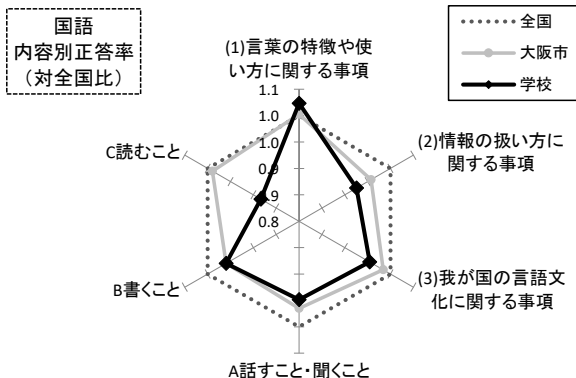 国語
内容別正答率
（対全国比）
全国
大阪市
学校
(1)言葉の特徴や使
い方に関する事項
1.1
1.0
1.0
0.9
0.9
0.8
(2)情報の扱い方に
関する事項
(3)我が国の言語文
化に関する事項
A話すこと・聞くこと
B書くこと
C読むこと